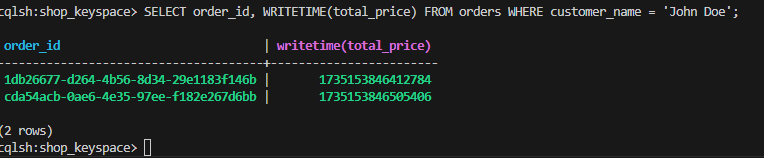 cqlsh:shop_keyspace> SELECT order_id, WRITETIME(total_price) FROM orders WHERE customer_name = 'John Doe';
order_id | writetime(total_price)
--------------------------------------+------------------------
1db26677-d264-4b56-8d34-29e1183f146b | 1735153846412784
cda54acb-0ae6-4e35-97ee-f182e267d6bb | 1735153846505406
(2 rows)
cqlsh:shop_keyspace>